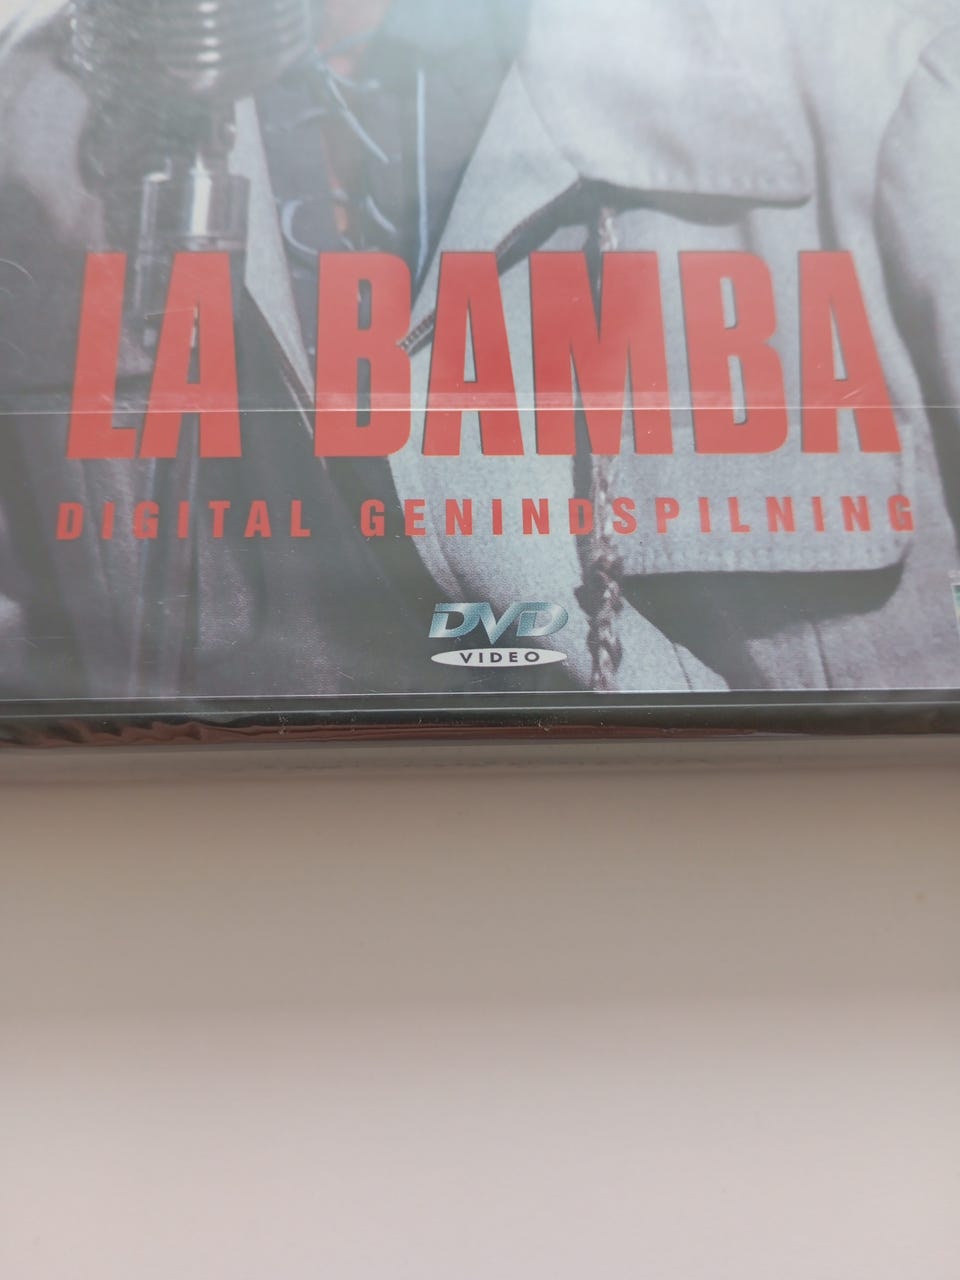 LA BAMBA
DIGITAL GENINDSPILNING
DVD
VIDEO